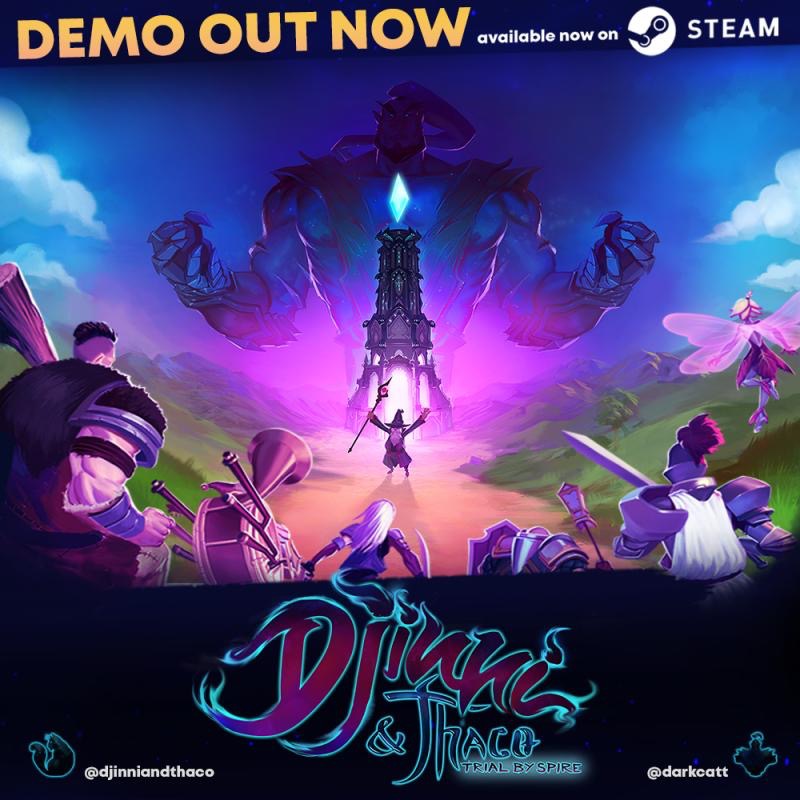 DEMO OUT NOW available now on STEAM
Djinni
& Thaco
TRIAL BY SPIRE
@djinniandthaco
@darkcatt